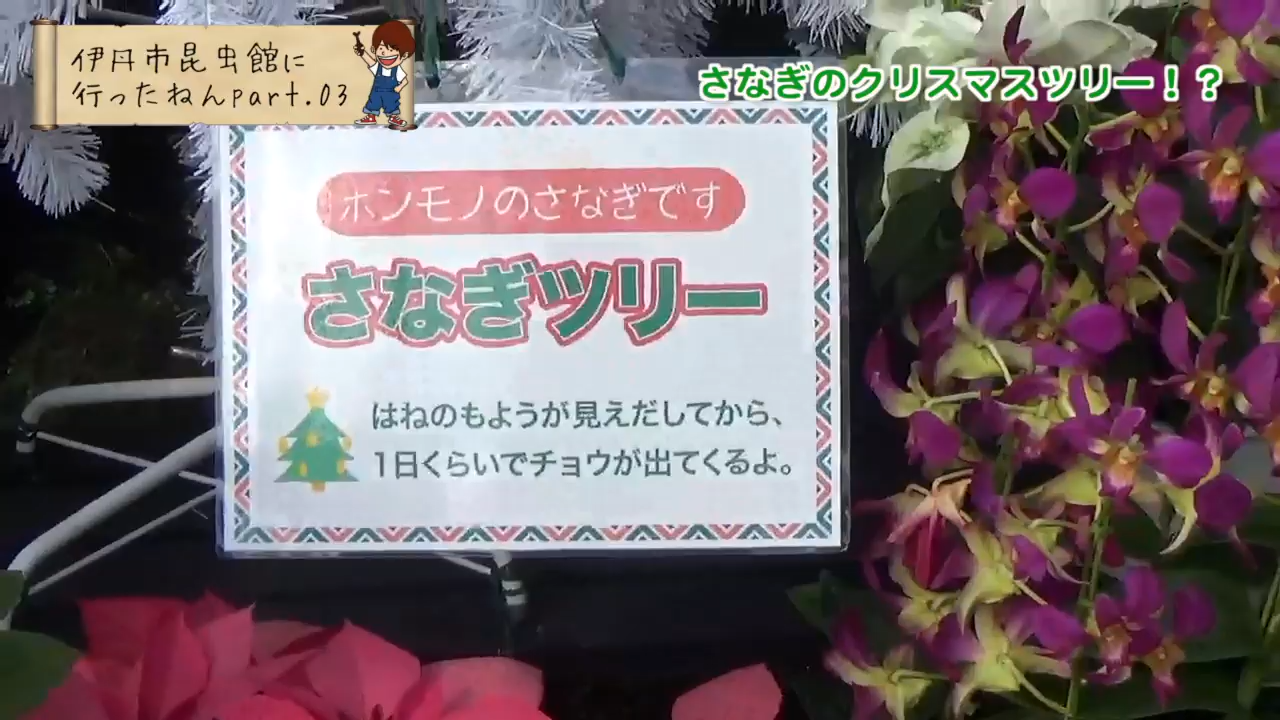 伊丹市昆虫館に
行ったねんpart.03
さなぎのクリスマスツリー！？
ホンモノのさなぎです
さなぎツリー
はねのもようが見えだしてから、
1日くらいでチョウが出てくるよ。